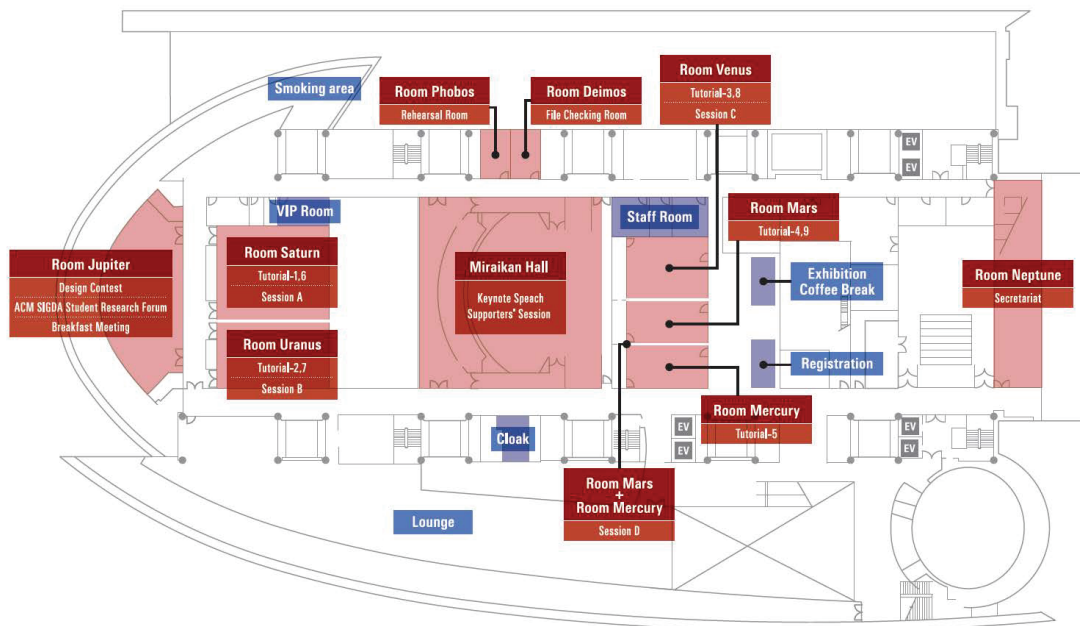 Smoking area
Room Phobos
Rehearsal Room
Room Deimos
File Checking Room
Room Venus
Tutorial-3,8
Session C
EV
EV
VIP Room
Staff Room
Room Mars
Tutorial-4,9
Room Jupiter
Design Contest
ACM SIGDA Student Research Forum
Breakfast Meeting
Room Saturn
Tutorial-1,6
Session A
Miraikan Hall
Keynote Speach
Supporters' Session
Exhibition
Coffee Break
Room Neptune
Secretariat
Room Uranus
Tutorial-2,7
Session B
Registration
Room Mercury
Tutorial-5
Cloak
EV
EV
EV
EV
Room Mars
+
Room Mercury
Session D
Lounge